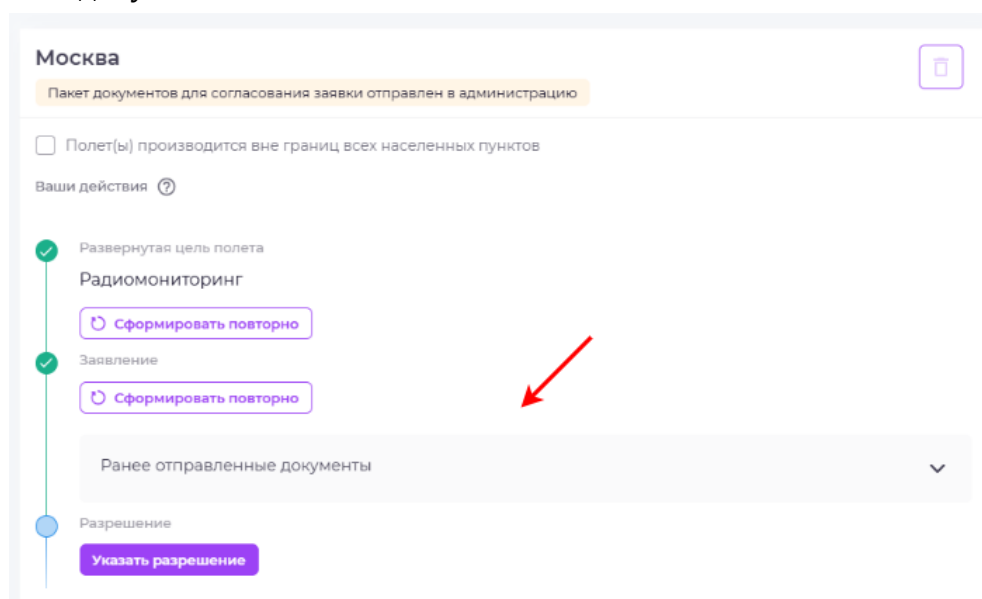 Москва
Пакет документов для согласования заявки отправлен в администрацию
Полет(ы) производится вне границ всех населенных пунктов
Ваши действия ?
Развернутая цель полета
Радиомониторинг
Сформировать повторно
Заявление
Сформировать повторно
Ранее отправленные документы
Разрешение
Указать разрешение